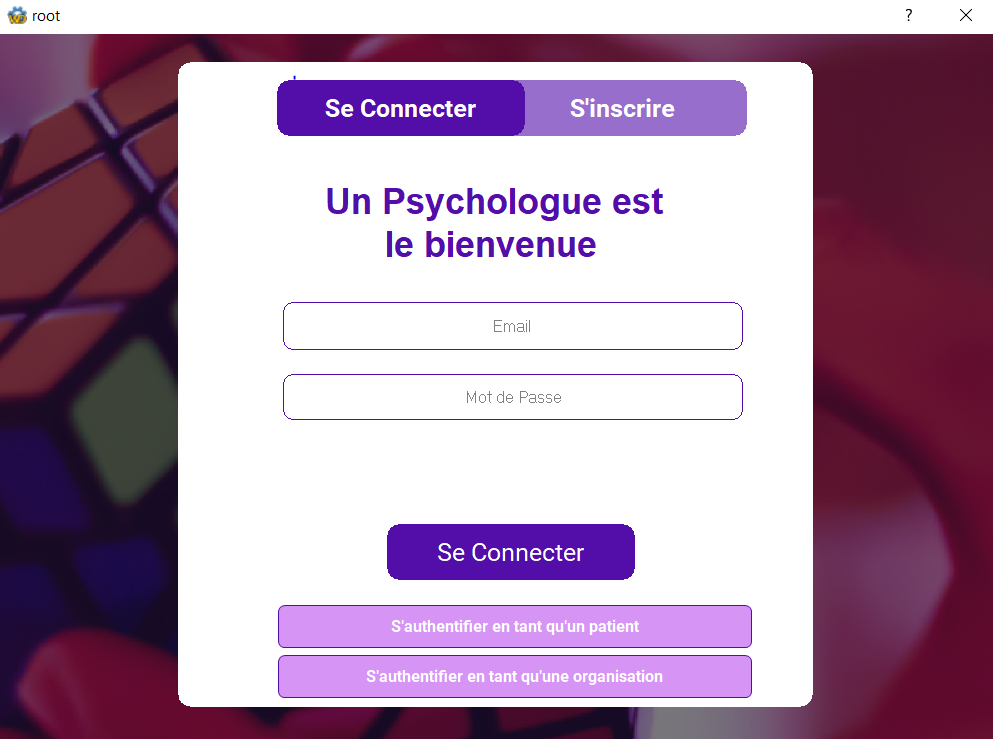 root
?
Se Connecter
S'inscrire
Un Psychologue est
le bienvenue
Email
Mot de Passe
Se Connecter
S'authentifier en tant qu'un patient
S'authentifier en tant qu'une organisation